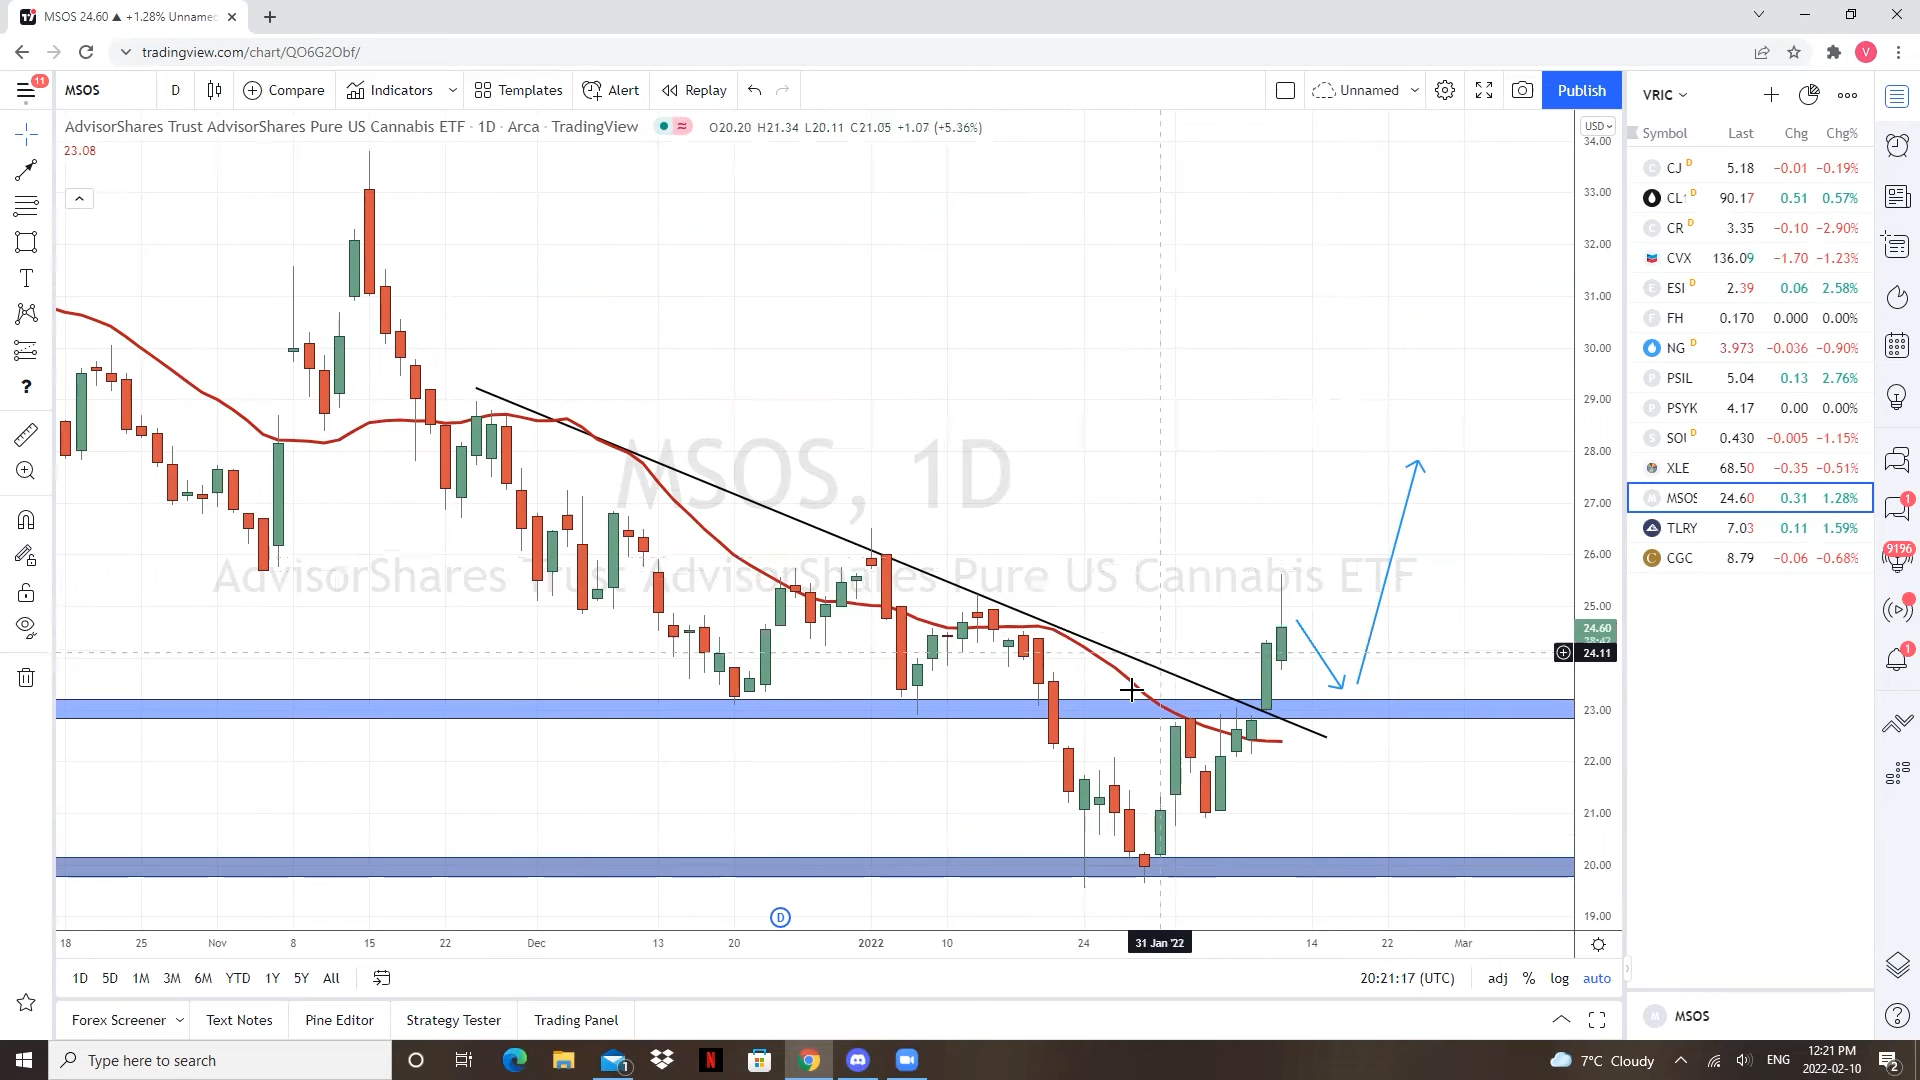 MSOS 24.60 ▲ +1.28% Unnamed
tradingview.com/chart/QO6G2Obf/
11
MSOS
D
Compare
Indicators
Templates
Alert
Replay
Unnamed
Publish
AdvisorShares Trust AdvisorShares Pure US Cannabis ETF · 1D · Arca · TradingView
O20.20 H21.34 L20.11 C21.05 +1.07 (+5.36%)
23.08
MSOS, 1D
AdvisorShares Trust AdvisorShares Pure US Cannabis ETF
USD
34.00
33.00
32.00
31.00
30.00
29.00
28.00
27.00
26.00
25.00
24.60
24.11
23.00
22.00
21.00
20.00
19.00
D
18 25 Nov 8 15 22 Dec 13 20 2022 10 24 31 Jan '22 14 22 Mar
1D 5D 1M 3M 6M YTD 1Y 5Y All
20:21:17 (UTC) adj % log auto
Forex Screener Text Notes Pine Editor Strategy Tester Trading Panel
VRIC
Symbol Last Chg Chg%
CJ D 5.18 −0.01 −0.19%
CL1 D 90.17 0.51 0.57%
CR D 3.35 −0.10 −2.90%
CVX 136.09 −1.70 −1.23%
ESI D 2.39 0.06 2.58%
FH 0.170 0.000 0.00%
NG D 3.973 −0.036 −0.90%
PSIL 5.04 0.13 2.76%
PSYK 4.17 0.00 0.00%
SOU D 0.430 −0.005 −1.15%
XLE 68.50 −0.35 −0.51%
MSOS 24.60 0.31 1.28%
TLRY 7.03 0.11 1.59%
CGC 8.79 −0.06 −0.68%
MSOS
1
9196
1
V
Type here to search
1
N
7°C Cloudy
ENG
12:21 PM
2022-02-10
2